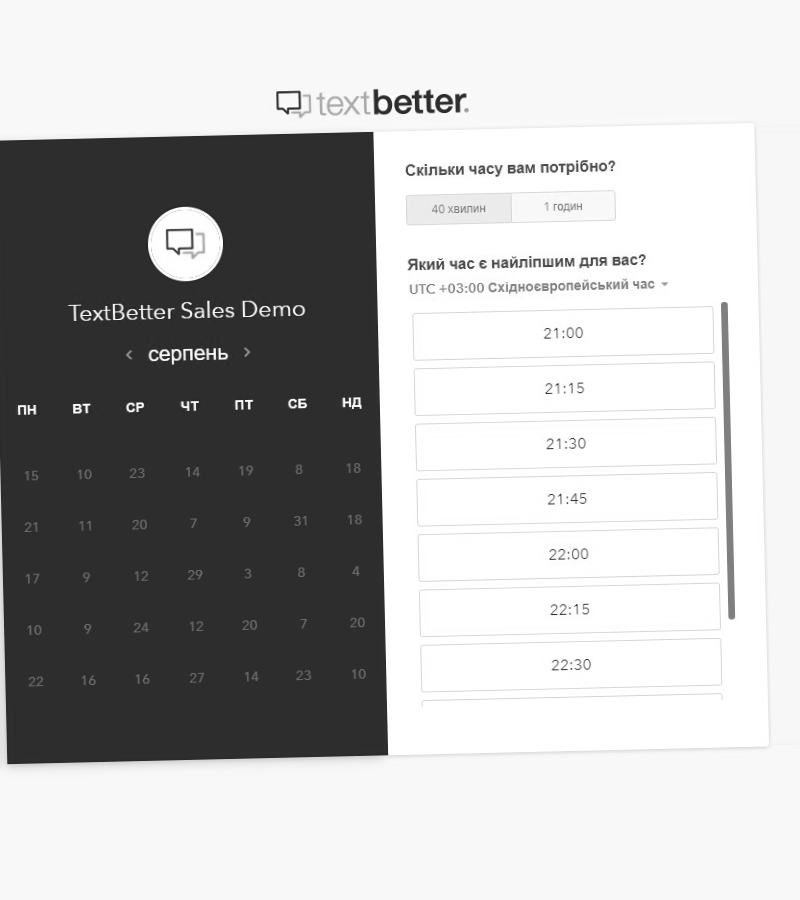 textbetter.
TextBetter Sales Demo
серпень
ПН ВТ СР ЧТ ПТ СБ НД
15 10 23 14 19 8 18
21 11 20 7 9 31 18
17 9 12 29 3 8 4
10 9 24 12 20 7 20
22 16 16 27 14 23 10
Скільки часу вам потрібно?
40 хвилин 1 годин
Який час є найліпшим для вас?
UTC +03:00 Східноєвропейський час
21:00
21:15
21:30
21:45
22:00
22:15
22:30